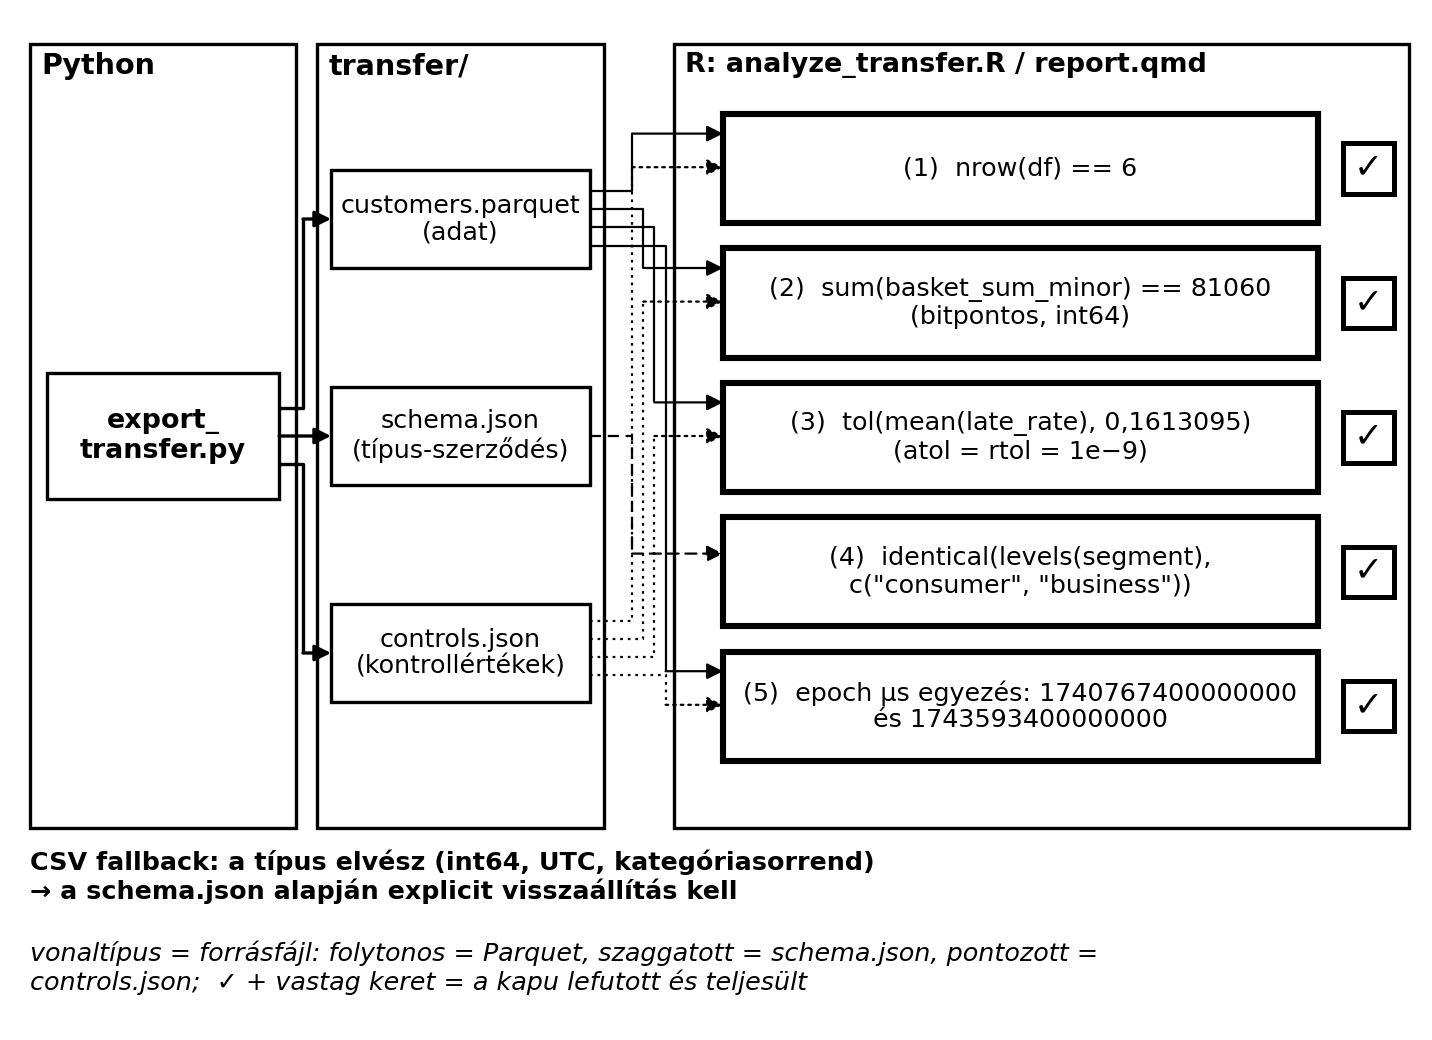 Python
export_
transfer.py
transfer/
customers.parquet
(adat)
schema.json
(típus-szerződés)
controls.json
(kontrollértékek)
R: analyze_transfer.R / report.qmd
(1)  nrow(df) == 6
✓
(2)  sum(basket_sum_minor) == 81060
(bitpontos, int64)
✓
(3)  tol(mean(late_rate), 0,1613095)
(atol = rtol = 1e−9)
✓
(4)  identical(levels(segment),
c("consumer", "business"))
✓
(5)  epoch µs egyezés: 1740767400000000
és 1743593400000000
✓
CSV fallback: a típus elvész (int64, UTC, kategóriasorrend)
→ a schema.json alapján explicit visszaállítás kell
vonaltípus = forrásfájl: folytonos = Parquet, szaggatott = schema.json, pontozott =
controls.json;  ✓ + vastag keret = a kapu lefutott és teljesült